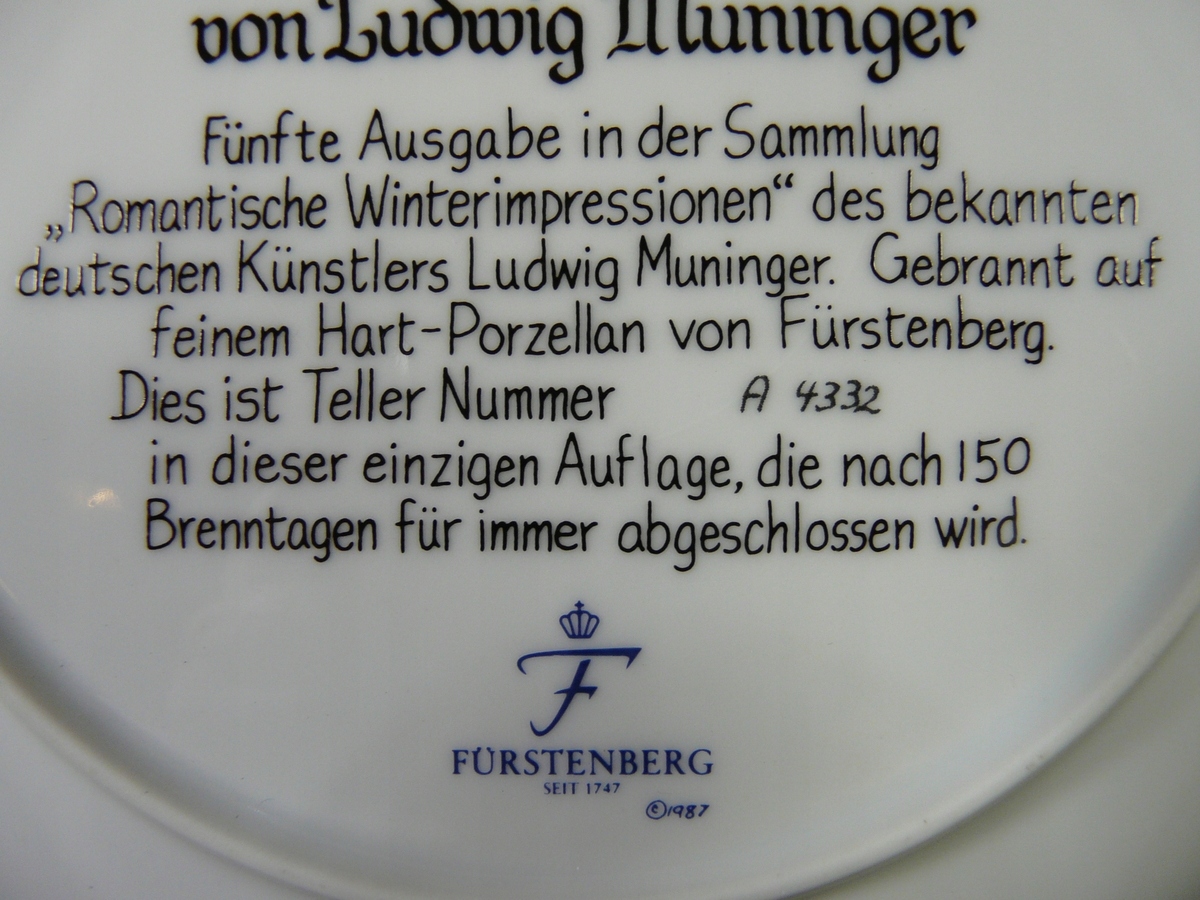 von Ludwig Muninger
Fünfte Ausgabe in der Sammlung
„Romantische Winterimpressionen“ des bekannten
deutschen Künstlers Ludwig Muninger. Gebrannt auf
feinem Hart-Porzellan von Fürstenberg.
Dies ist Teller Nummer A 4332
in dieser einzigen Auflage, die nach 150
Brenntagen für immer abgeschlossen wird.
F
FÜRSTENBERG
SEIT 1747
©1987